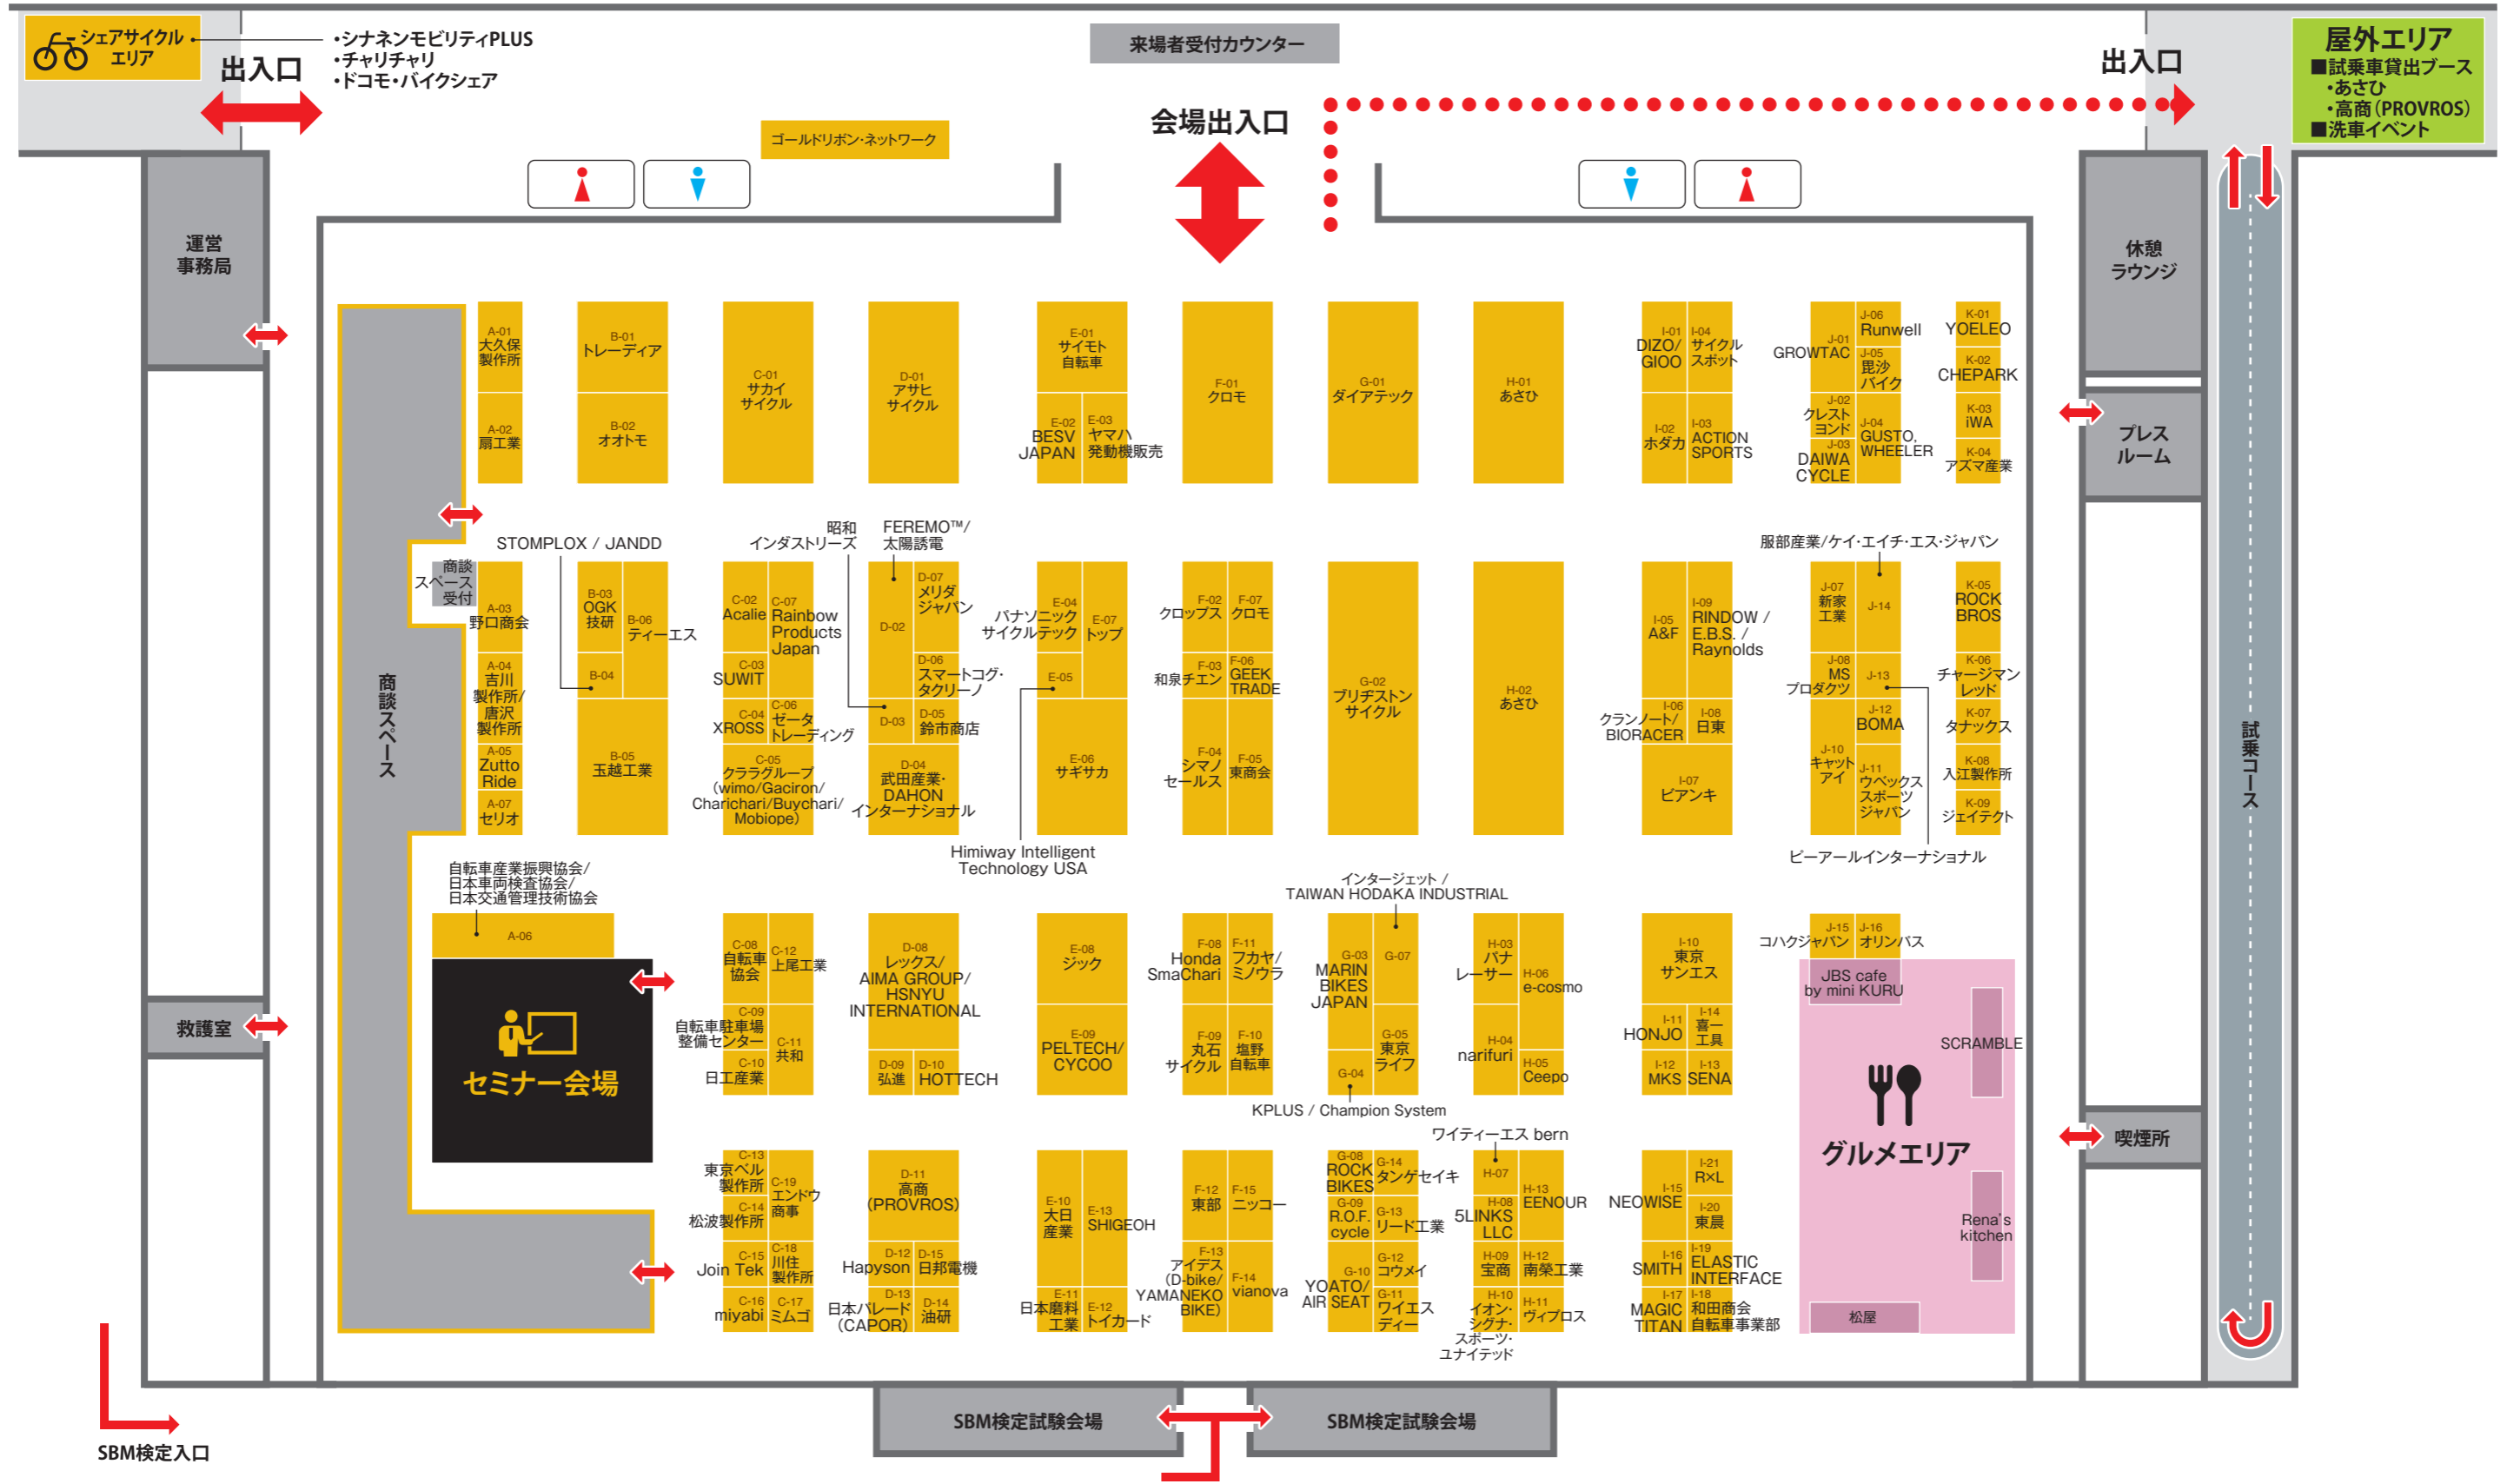 シェアサイクル
エリア
・シナネンモビリティPLUS
・チャリチャリ
・ドコモ・バイクシェア
出入口
来場者受付カウンター
会場出入口
ゴールドリボン・ネットワーク
出入口
屋外エリア
■試乗車貸出ブース
・あさひ
・高商(PROVROS)
■洗車イベント
運営
事務局
休憩
ラウンジ
プレス
ルーム
A-01
大久保
製作所
A-02
扇工業
B-01
トレーディア
B-02
オオトモ
C-01
サカイ
サイクル
D-01
アサヒ
サイクル
E-01
サイモト
自転車
E-02
BESV
JAPAN
E-03
ヤマハ
発動機販売
F-01
クロモ
G-01
ダイアテック
H-01
あさひ
I-01
DIZO/
GIOO
I-04
サイクル
スポット
I-02
ホダカ
I-03
ACTION
SPORTS
J-01
GROWTAC
J-06
Runwell
J-05
毘沙
バイク
J-02
クレスト
ヨンド
J-03
DAIWA
CYCLE
J-04
GUSTO,
WHEELER
K-01
YOELEO
K-02
CHEPARK
K-03
iWA
K-04
アズマ産業
商談
スペース
受付
商談スペース
A-03
野口商会
A-04
吉川
製作所/
唐沢
製作所
A-05
Zutto
Ride
A-07
セリオ
STOMPLOX / JANDD
B-03
OGK
技研
B-06
ティーエス
B-04
B-05
玉越工業
C-02
Acalie
C-07
Rainbow
Products
Japan
C-03
SUWIT
C-04
XROSS
C-06
ゼータ
トレーディング
C-05
クララグループ
(wimo/Gaciron/
Charichari/Buychari/
Mobiope)
昭和
インダストリーズ
FEREMO™/
太陽誘電
D-02
D-07
メリダ
ジャパン
D-06
スマートコグ・
タクリーノ
D-03
D-05
鈴市商店
D-04
武田産業・
DAHON
インターナショナル
E-04
パナソニック
サイクルテック
E-07
トップ
E-05
E-06
サギサカ
Himiway Intelligent
Technology USA
F-02
クロップス
F-07
クロモ
F-03
和泉チエン
F-06
GEEK
TRADE
F-04
シマノ
セールス
F-05
東商会
G-02
ブリヂストン
サイクル
H-02
あさひ
I-05
A&F
I-09
RINDOW /
E.B.S. /
Raynolds
I-06
クランノート/
BIORACER
I-08
日東
I-07
ビアンキ
服部産業/ケイ・エイチ・エス・ジャパン
J-07
新家
工業
J-14
J-08
MS
プロダクツ
J-13
J-12
BOMA
J-10
キャット
アイ
J-11
ウベックス
スポーツ
ジャパン
ピーアールインターナショナル
K-05
ROCK
BROS
K-06
チャージマン
レッド
K-07
タナックス
K-08
入江製作所
K-09
ジェイテクト
試乗コース
自転車産業振興協会/
日本車両検査協会/
日本交通管理技術協会
A-06
セミナー会場
救護室
C-08
自転車
協会
C-12
上尾工業
C-09
自転車駐車場
整備センター
C-11
共和
C-10
日工産業
D-08
レックス/
AIMA GROUP/
HSNYU
INTERNATIONAL
D-09
弘進
D-10
HOTTECH
E-08
ジック
E-09
PELTECH/
CYCOO
F-08
Honda
SmaChari
F-11
フカヤ/
ミノウラ
F-09
丸石
サイクル
F-10
塩野
自転車
インタージェット /
TAIWAN HODAKA INDUSTRIAL
G-03
MARIN
BIKES
JAPAN
G-07
G-05
東京
ライフ
G-04
KPLUS / Champion System
H-03
パナ
レーサー
H-06
e-cosmo
H-04
narifuri
H-05
Ceepo
I-10
東京
サンエス
I-11
HONJO
I-14
喜一
工具
I-12
MKS
I-13
SENA
J-15
コハクジャパン
J-16
オリンパス
JBS cafe
by mini KURU
SCRAMBLE
グルメエリア
Rena's
kitchen
松屋
喫煙所
C-13
東京ベル
製作所
C-19
エンドウ
商事
C-14
松波製作所
C-15
Join Tek
C-18
川住
製作所
C-16
miyabi
C-17
ミムゴ
D-11
高商
(PROVROS)
D-12
Hapyson
D-15
日邦電機
D-13
日本パレード
(CAPOR)
D-14
油研
E-10
大日
産業
E-13
SHIGEOH
E-11
日本磨料
工業
E-12
トイカード
F-12
東部
F-15
ニッコー
F-13
アイデス
(D-bike/
YAMANEKO
BIKE)
F-14
vianova
G-08
ROCK
BIKES
G-14
タンゲセイキ
G-09
R.O.F.
cycle
G-13
リード工業
G-10
YOATO/
AIR SEAT
G-12
コウメイ
G-11
ワイエス
ディー
ワイティーエス bern
H-07
H-13
EENOUR
H-08
5LINKS
LLC
H-09
宝商
H-12
南榮工業
H-10
イオン・
シグナ・
スポーツ・
ユナイテッド
H-11
ヴィプロス
I-15
NEOWISE
I-21
R×L
I-20
東晨
I-16
SMITH
I-19
ELASTIC
INTERFACE
I-17
MAGIC
TITAN
I-18
和田商会
自転車事業部
SBM検定入口
SBM検定試験会場
SBM検定試験会場